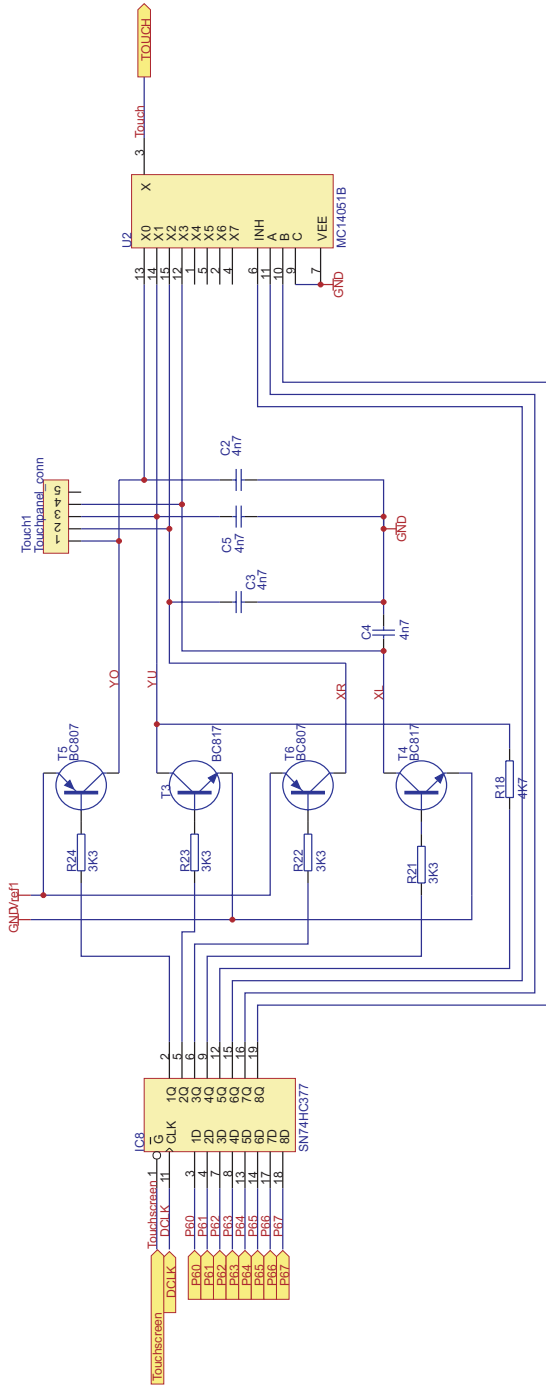 Touchscreen
DCLK
P60
P61
P62
P63
P64
P65
P66
P67
Touchscreen
DCLK
P60
P61
P62
P63
P64
P65
P66
P67
1
11
3
4
7
8
13
14
17
18
IC8
G
CLK
1D
2D
3D
4D
5D
6D
7D
8D
1Q
2Q
3Q
4Q
5Q
6Q
7Q
8Q
SN74HC377
2
5
6
9
12
15
16
19
GND
Vref1
R24
3K3
R23
3K3
R22
3K3
R21
3K3
R18
4K7
T5
BC807
T3
BC817
T6
BC807
T4
BC817
YO
YU
XR
XL
C4
4n7
C3
4n7
C5
4n7
C2
4n7
GND
Touch1
Touchpanel_conn
1
2
3
4
5
13
14
15
12
1
5
2
4
6
11
10
9
7
GND
U2
X0
X1
X2
X3
X4
X5
X6
X7
INH
A
B
C
VEE
X
MC14051B
3
Touch
TOUCH